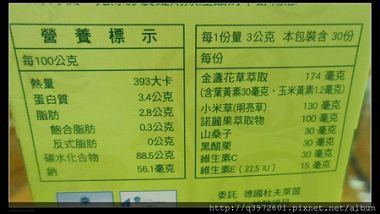 營養標示
每100公克
熱量 393大卡
蛋白質 3.4公克
脂肪 2.8公克
飽合脂肪 0.3公克
反式脂肪 0公克
碳水化合物 88.5公克
鈉 56.1毫克
每1份量 3公克 本包裝含 30份
每份
金盞花草萃取 174 毫克
(含葉黃素30毫克、玉米黃素1.2毫克)
小米草(明亮草) 130 毫克
諾麗果萃取物 100 毫克
山桑子 30 毫克
黑醋栗 30 毫克
維生素C 30 毫克
維生素E (22.5 IU) 15 毫克
委託 德國杜夫萊茵
http://q3972601.pixnet.net/album